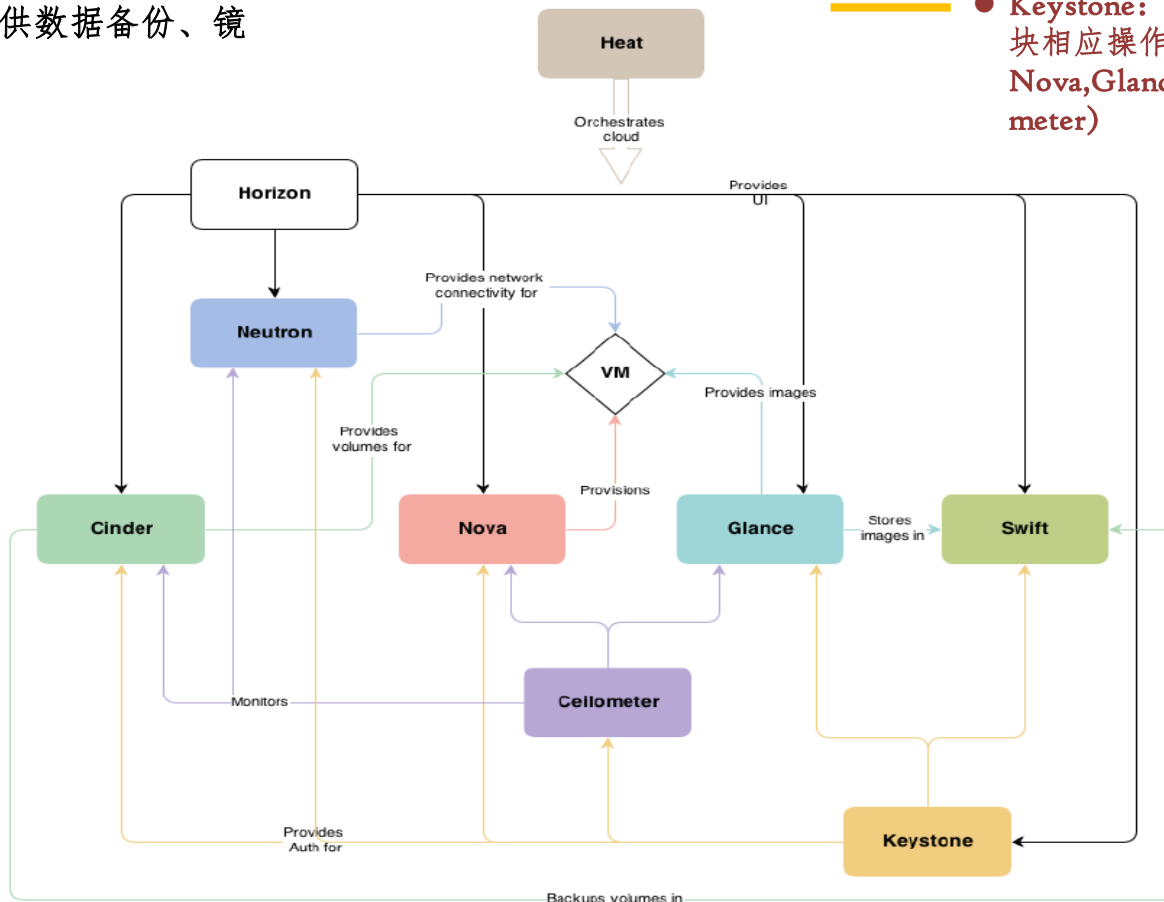 供数据备份、镜
Keystone：
块相应操作
Nova,Glanc
meter）
Heat
Orchestrates
cloud
Horizon
Provides
UI
Provides network
connectivity for
Neutron
VM
Provides images
Provides
volumes for
Provisions
Cinder
Nova
Glance
Stores
images in
Swift
Ceilometer
Monitors
Keystone
Provides
Auth for
Backups volumes in